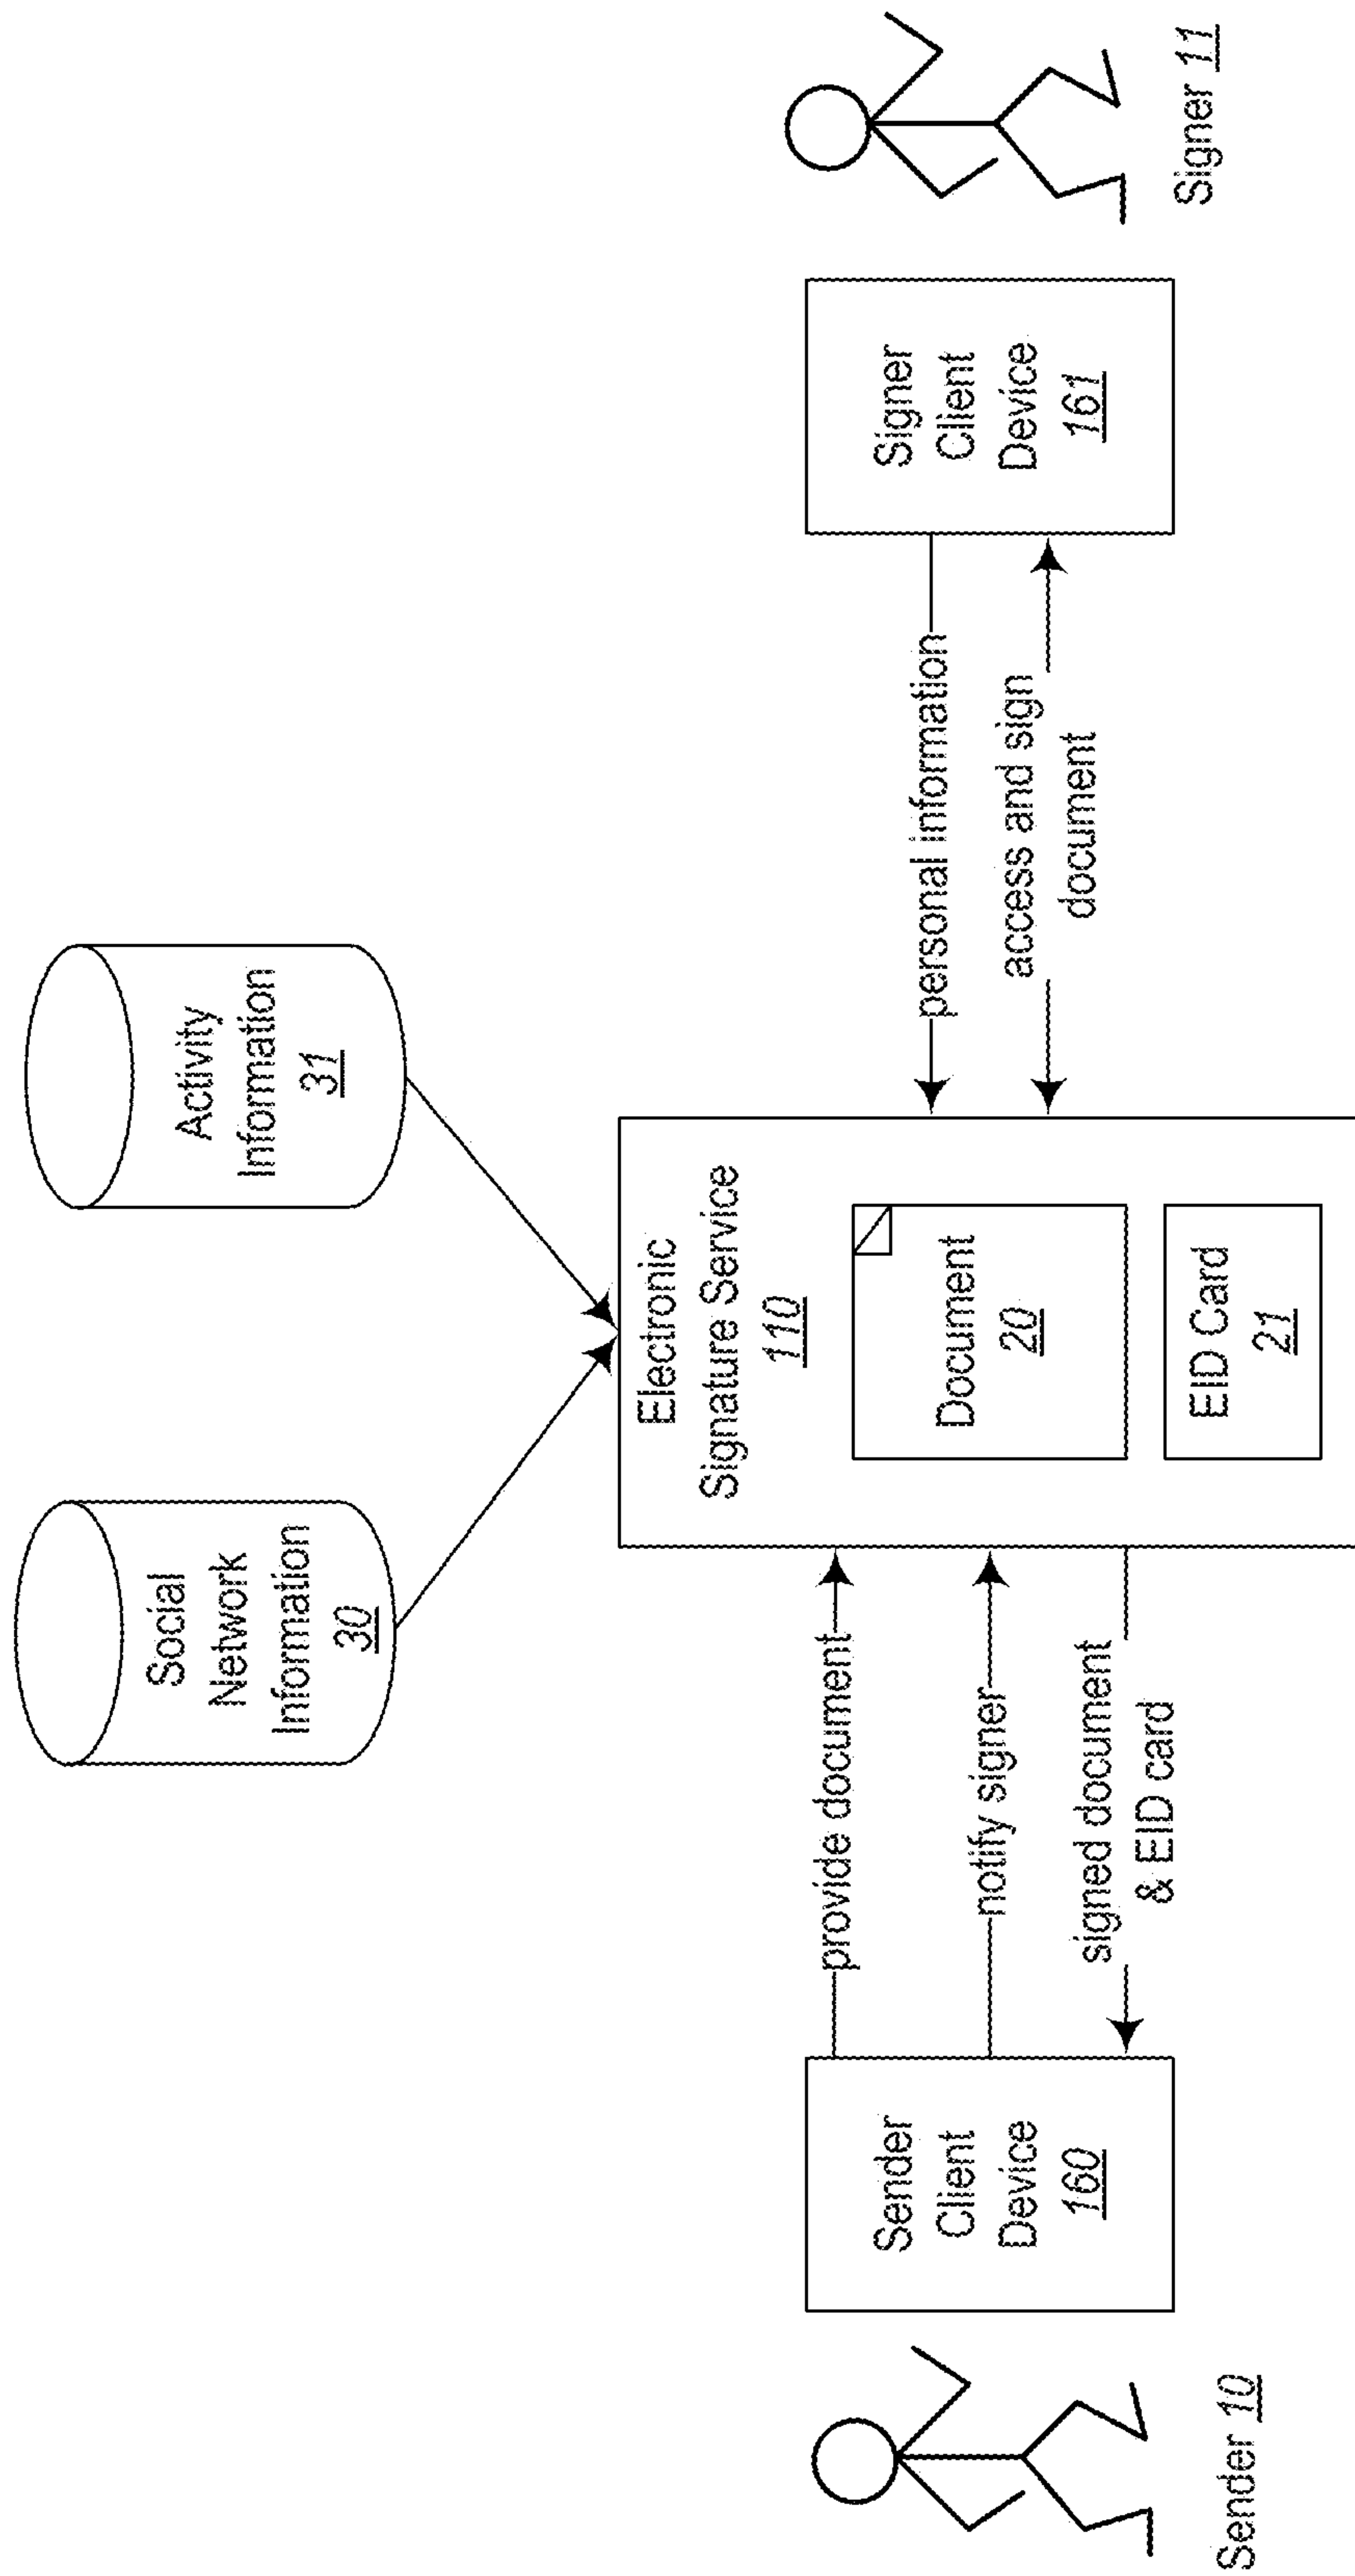 Social
Network
Information
30
Activity
Information
31
Electronic
Signature Service
110
Document
20
EID Card
21
Sender
Client
Device
160
provide document
notify signer
signed document
& EID card
personal information
access and sign
document
Signer
Client
Device
161
Sender 10
Signer 11